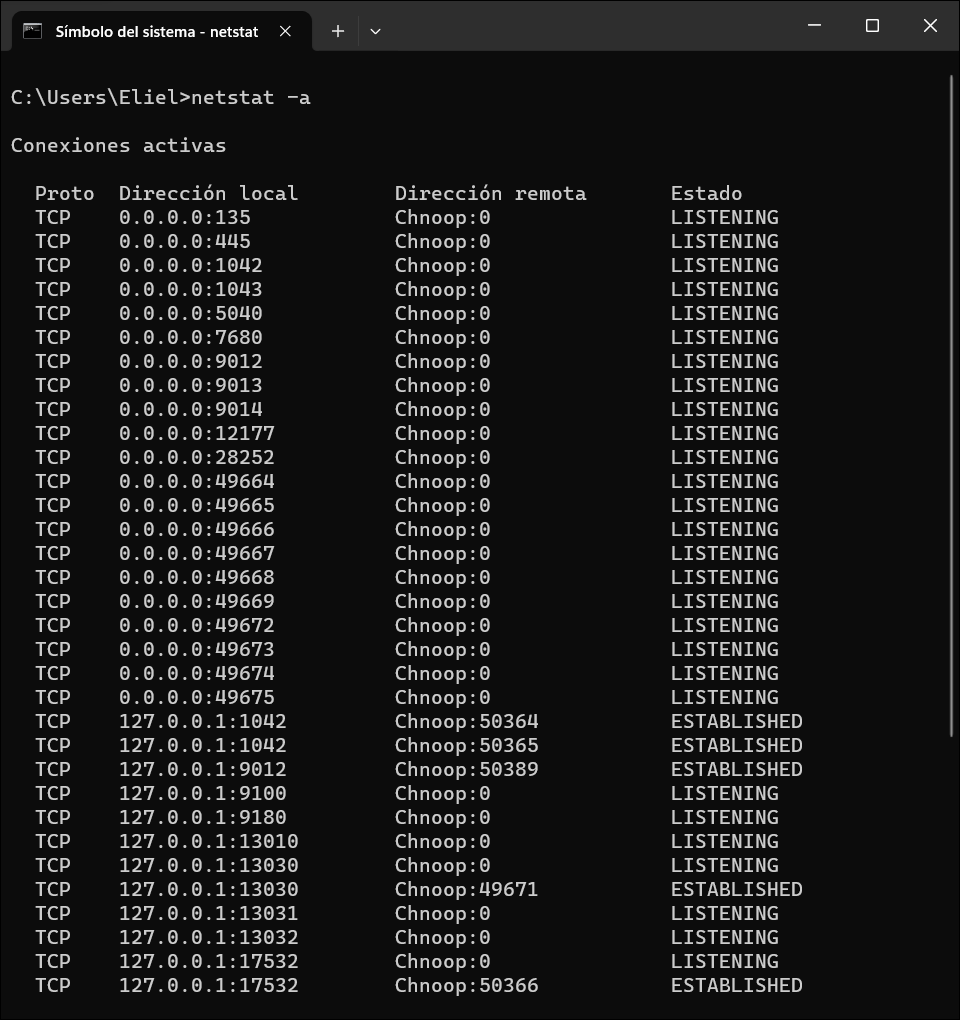 Símbolo del sistema - netstat
C:\Users\Eliel>netstat -a
Conexiones activas
Proto Dirección local Dirección remota Estado
TCP 0.0.0.0:135 Chnoop:0 LISTENING
TCP 0.0.0.0:445 Chnoop:0 LISTENING
TCP 0.0.0.0:1042 Chnoop:0 LISTENING
TCP 0.0.0.0:1043 Chnoop:0 LISTENING
TCP 0.0.0.0:5040 Chnoop:0 LISTENING
TCP 0.0.0.0:7680 Chnoop:0 LISTENING
TCP 0.0.0.0:9012 Chnoop:0 LISTENING
TCP 0.0.0.0:9013 Chnoop:0 LISTENING
TCP 0.0.0.0:9014 Chnoop:0 LISTENING
TCP 0.0.0.0:12177 Chnoop:0 LISTENING
TCP 0.0.0.0:28252 Chnoop:0 LISTENING
TCP 0.0.0.0:49664 Chnoop:0 LISTENING
TCP 0.0.0.0:49665 Chnoop:0 LISTENING
TCP 0.0.0.0:49666 Chnoop:0 LISTENING
TCP 0.0.0.0:49667 Chnoop:0 LISTENING
TCP 0.0.0.0:49668 Chnoop:0 LISTENING
TCP 0.0.0.0:49669 Chnoop:0 LISTENING
TCP 0.0.0.0:49672 Chnoop:0 LISTENING
TCP 0.0.0.0:49673 Chnoop:0 LISTENING
TCP 0.0.0.0:49674 Chnoop:0 LISTENING
TCP 0.0.0.0:49675 Chnoop:0 LISTENING
TCP 127.0.0.1:1042 Chnoop:50364 ESTABLISHED
TCP 127.0.0.1:1042 Chnoop:50365 ESTABLISHED
TCP 127.0.0.1:9012 Chnoop:50389 ESTABLISHED
TCP 127.0.0.1:9100 Chnoop:0 LISTENING
TCP 127.0.0.1:9180 Chnoop:0 LISTENING
TCP 127.0.0.1:13010 Chnoop:0 LISTENING
TCP 127.0.0.1:13030 Chnoop:0 LISTENING
TCP 127.0.0.1:13030 Chnoop:49671 ESTABLISHED
TCP 127.0.0.1:13031 Chnoop:0 LISTENING
TCP 127.0.0.1:13032 Chnoop:0 LISTENING
TCP 127.0.0.1:17532 Chnoop:0 LISTENING
TCP 127.0.0.1:17532 Chnoop:50366 ESTABLISHED